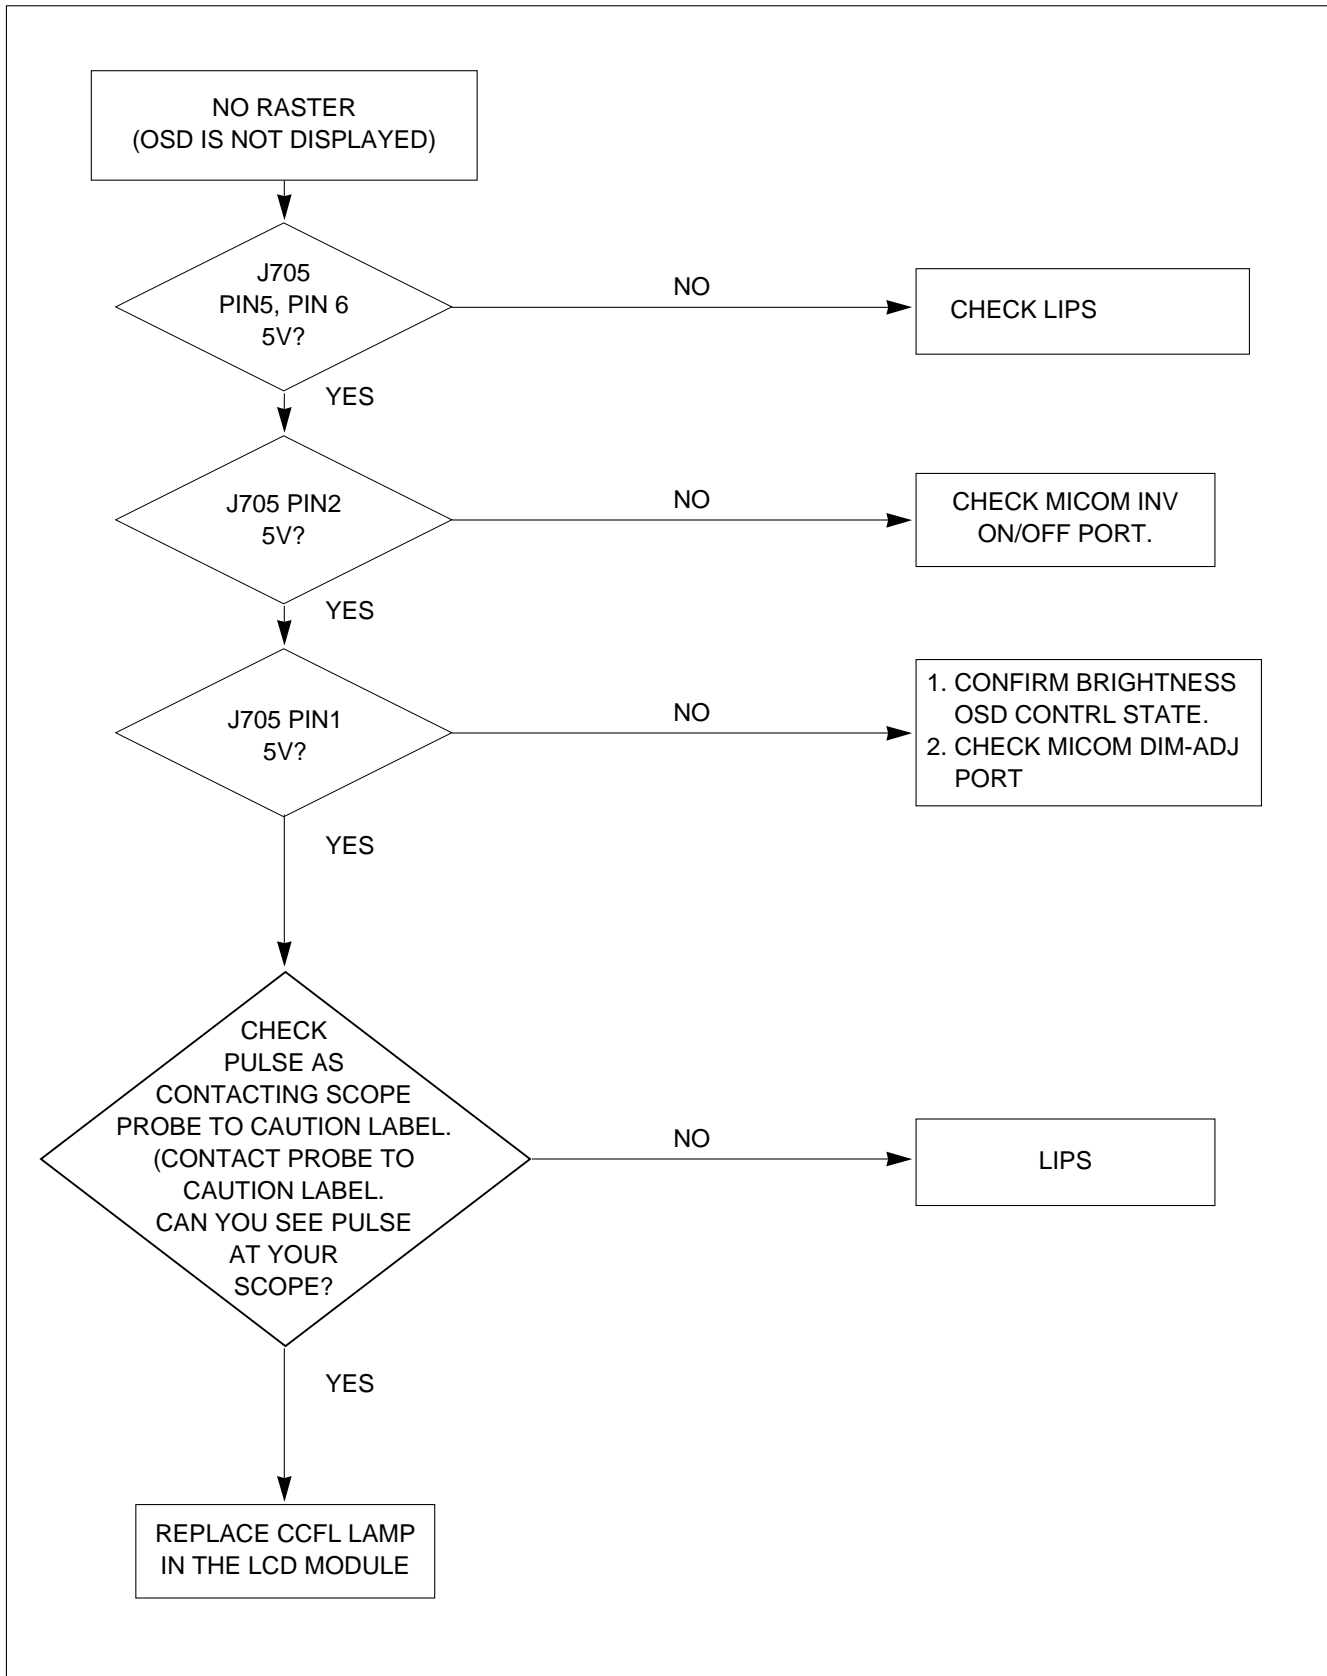 NO RASTER
(OSD IS NOT DISPLAYED)
J705
PIN5, PIN 6
5V?
NO
CHECK LIPS
YES
J705 PIN2
5V?
NO
CHECK MICOM INV
ON/OFF PORT.
YES
J705 PIN1
5V?
NO
1. CONFIRM BRIGHTNESS
OSD CONTRL STATE.
2. CHECK MICOM DIM-ADJ
PORT
YES
CHECK
PULSE AS
CONTACTING SCOPE
PROBE TO CAUTION LABEL.
(CONTACT PROBE TO
CAUTION LABEL.
CAN YOU SEE PULSE
AT YOUR
SCOPE?
NO
LIPS
YES
REPLACE CCFL LAMP
IN THE LCD MODULE